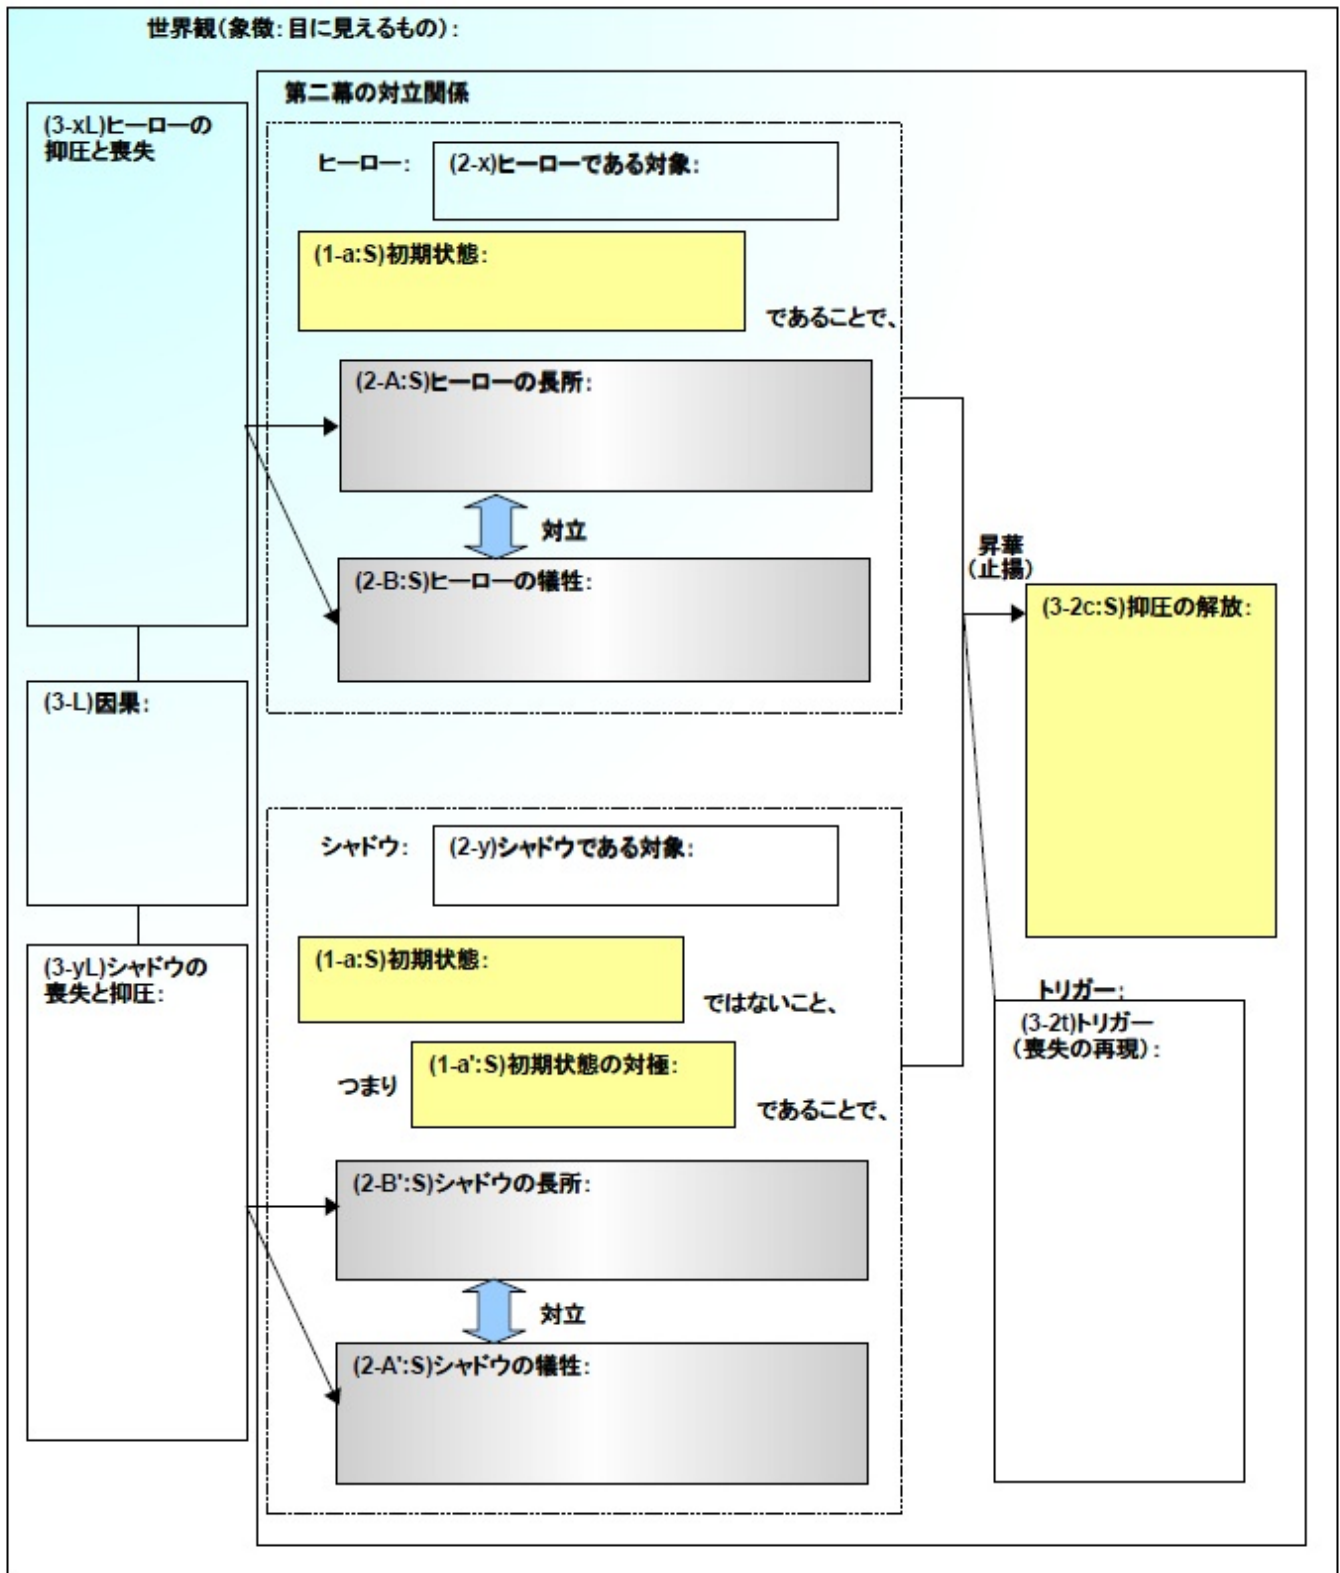 世界観(象徴：目に見えるもの)：
第二幕の対立関係
(3-xL)ヒーローの
抑圧と喪失
ヒーロー：
(2-x)ヒーローである対象：
(1-a:S)初期状態：
であることで、
(2-A:S)ヒーローの長所：
対立
(2-B:S)ヒーローの犠牲：
昇華
(止揚)
(3-2c:S)抑圧の解放：
(3-L)因果：
シャドウ：
(2-y)シャドウである対象：
(3-yL)シャドウの
喪失と抑圧：
(1-a:S)初期状態：
ではないこと、
つまり
(1-a':S)初期状態の対極：
であることで、
トリガー：
(3-2t)トリガー
(喪失の再現)：
(2-B':S)シャドウの長所：
対立
(2-A':S)シャドウの犠牲：